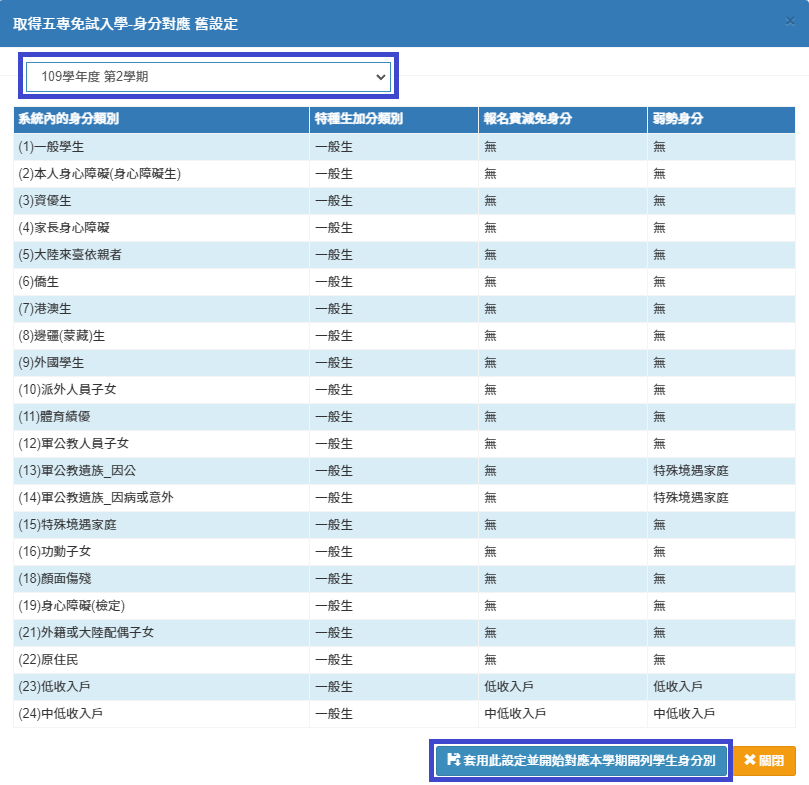 取得五專免試入學-身分對應 舊設定 ×
109學年度 第2學期
系統內的身分類別 特種生加分類別 報名費減免身分 弱勢身分
(1)一般學生 一般生 無 無
(2)本人身心障礙(身心障礙生) 一般生 無 無
(3)資優生 一般生 無 無
(4)家長身心障礙 一般生 無 無
(5)大陸來臺依親者 一般生 無 無
(6)僑生 一般生 無 無
(7)港澳生 一般生 無 無
(8)邊疆(蒙藏)生 一般生 無 無
(9)外國學生 一般生 無 無
(10)派外人員子女 一般生 無 無
(11)體育績優 一般生 無 無
(12)軍公教人員子女 一般生 無 無
(13)軍公教遺族_因公 一般生 無 特殊境遇家庭
(14)軍公教遺族_因病或意外 一般生 無 特殊境遇家庭
(15)特殊境遇家庭 一般生 無 無
(16)功勳子女 一般生 無 無
(18)顏面傷殘 一般生 無 無
(19)身心障礙(檢定) 一般生 無 無
(21)外籍或大陸配偶子女 一般生 無 無
(22)原住民 一般生 無 無
(23)低收入戶 一般生 低收入戶 低收入戶
(24)中低收入戶 一般生 中低收入戶 中低收入戶
套用此設定並開始對應本學期開列學生身分別 ✖ 關閉